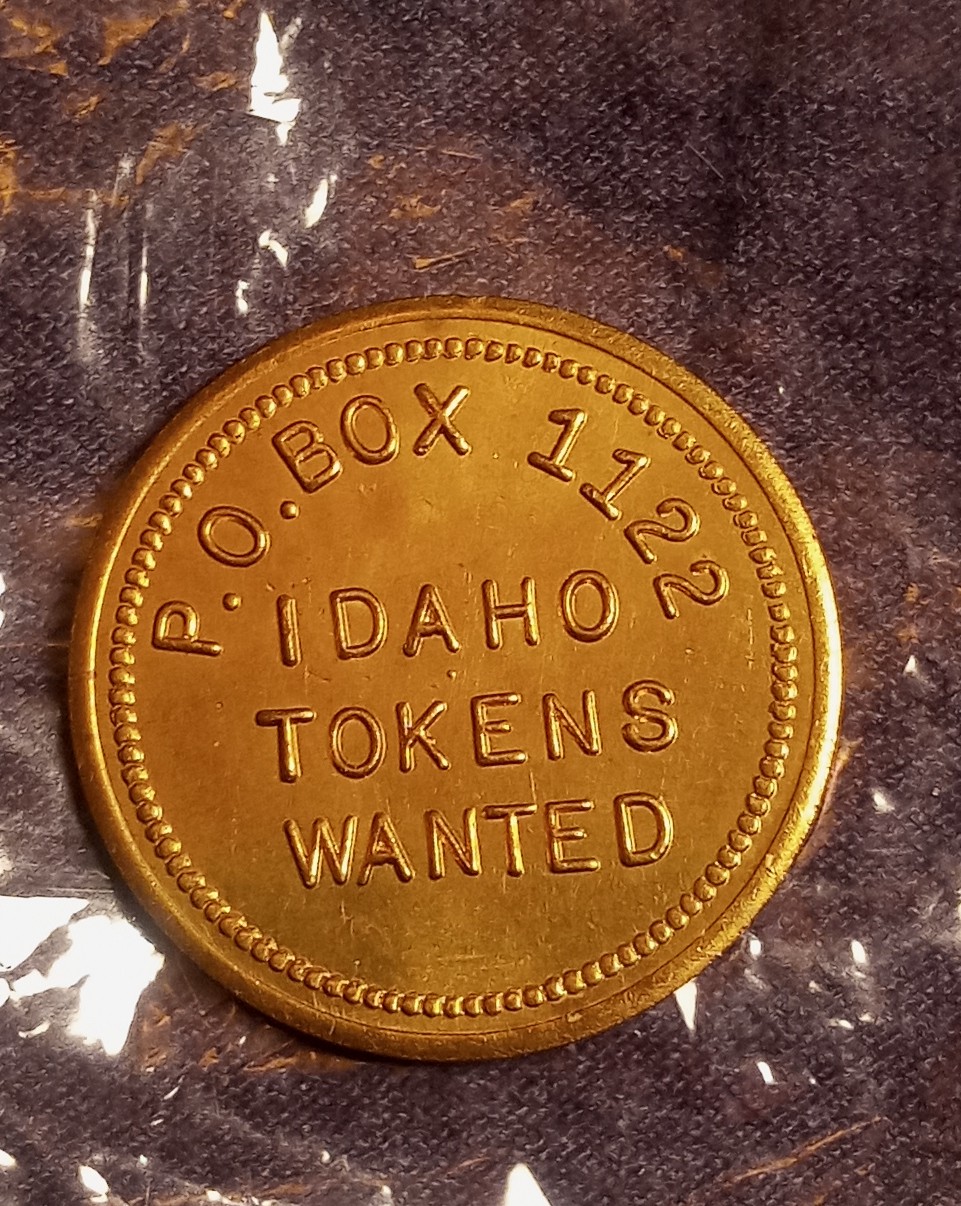 P.O. BOX 1122
IDAHO
TOKENS
WANTED